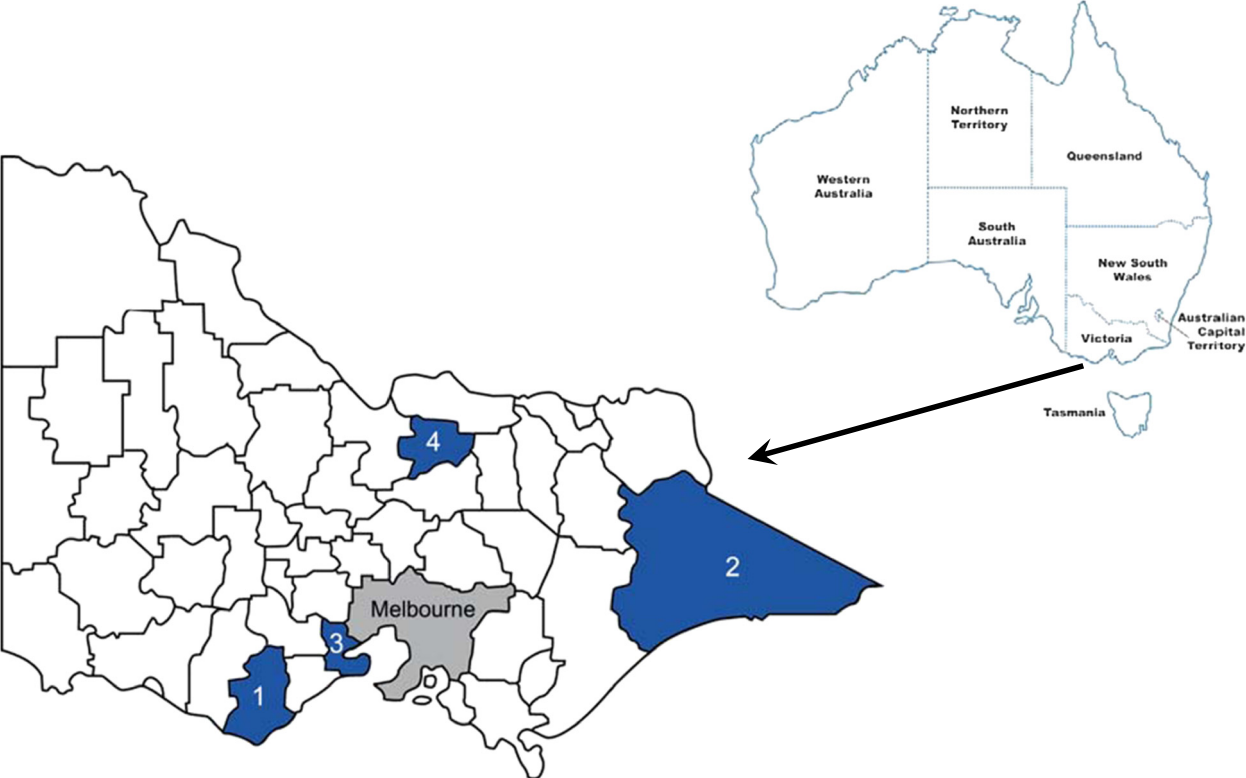 Northern
Territory
Queensland
Western
Australia
South
Australia
New South
Wales
Australian
Capital
Territory
Victoria
Tasmania
4
2
Melbourne
3
1